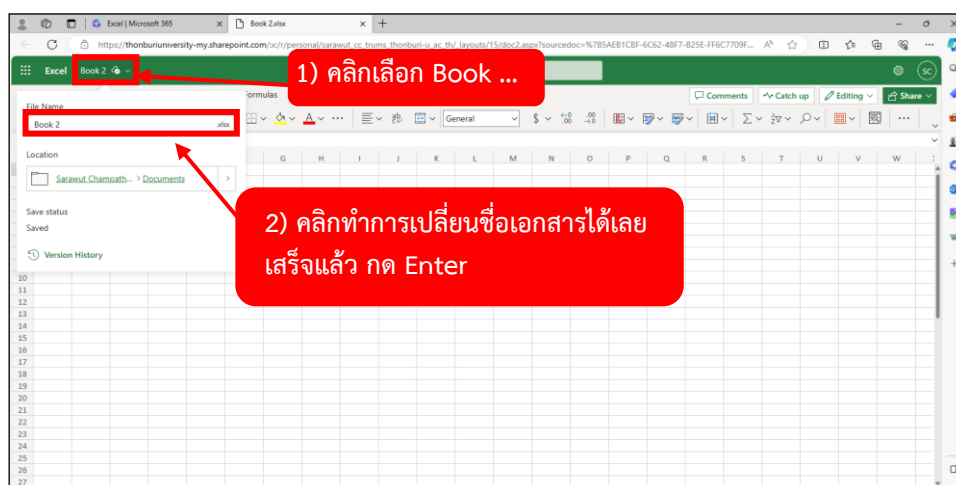 Excel | Microsoft 365
Book 2.xlsx
https://thonburiuniversity-my.sharepoint.com/:x:/r/personal/sarawut_cc_trums_thonburi-u_ac_th/_layouts/15/doc2.aspx?sourcedoc=%7B5AEB1CBF-6C62-48F7-B25E-FF6C7709F...
Excel Book 2
SC
1) คลิกเลือก Book ...
Formulas
Comments Catch up Editing Share
File Name
Book 2 .xlsx
General
Location
G H I J K L M N O P Q R S T U V W
Sarawut Champath... > Documents >
2) คลิกทำการเปลี่ยนชื่อเอกสารได้เลย
เสร็จแล้ว กด Enter
Save status
Saved
Version History
10
11
12
13
14
15
16
17
18
19
20
21
22
23
24
25
26
27